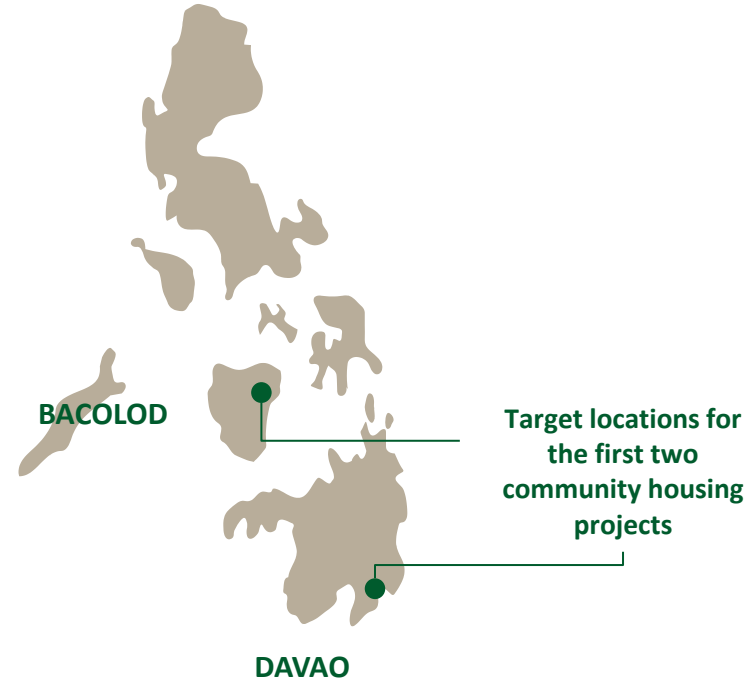 BACOLOD
Target locations for
the first two
community housing
projects
DAVAO